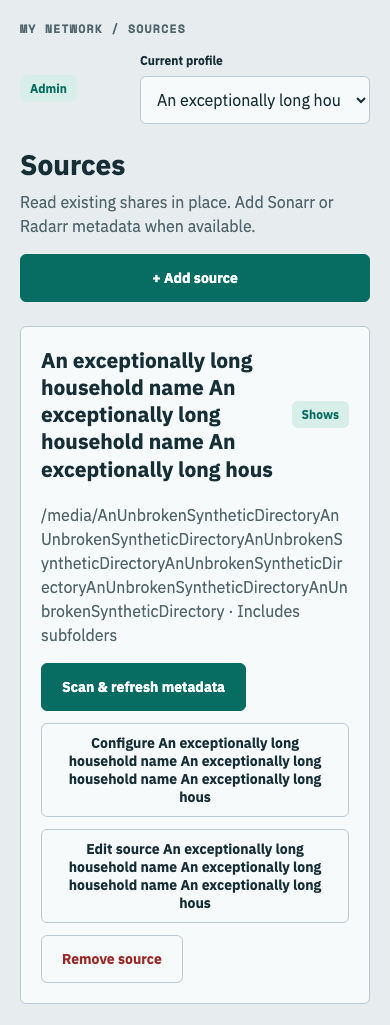 MY NETWORK / SOURCES
Current profile
Admin
An exceptionally long hou
Sources
Read existing shares in place. Add Sonarr or
Radarr metadata when available.
+ Add source
An exceptionally long
household name An
exceptionally long
household name An
exceptionally long hous
Shows
/media/AnUnbrokenSyntheticDirectoryAn
UnbrokenSyntheticDirectoryAnUnbrokenS
yntheticDirectoryAnUnbrokenSyntheticDir
ectoryAnUnbrokenSyntheticDirectoryAnUn
brokenSyntheticDirectory · Includes
subfolders
Scan & refresh metadata
Configure An exceptionally long
household name An exceptionally long
household name An exceptionally long
hous
Edit source An exceptionally long
household name An exceptionally long
household name An exceptionally long
hous
Remove source